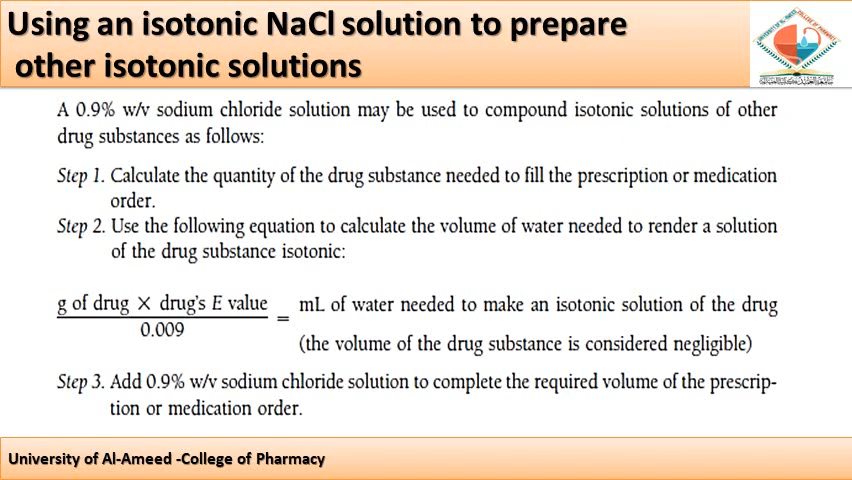 Using an isotonic NaCl solution to prepare
other isotonic solutions
A 0.9% w/v sodium chloride solution may be used to compound isotonic solutions of other
drug substances as follows:
Step 1. Calculate the quantity of the drug substance needed to fill the prescription or medication
order.
Step 2. Use the following equation to calculate the volume of water needed to render a solution
of the drug substance isotonic:
g of drug × drug's E value
0.009
= mL of water needed to make an isotonic solution of the drug
(the volume of the drug substance is considered negligible)
Step 3. Add 0.9% w/v sodium chloride solution to complete the required volume of the prescrip-
tion or medication order.
University of Al-Ameed -College of Pharmacy